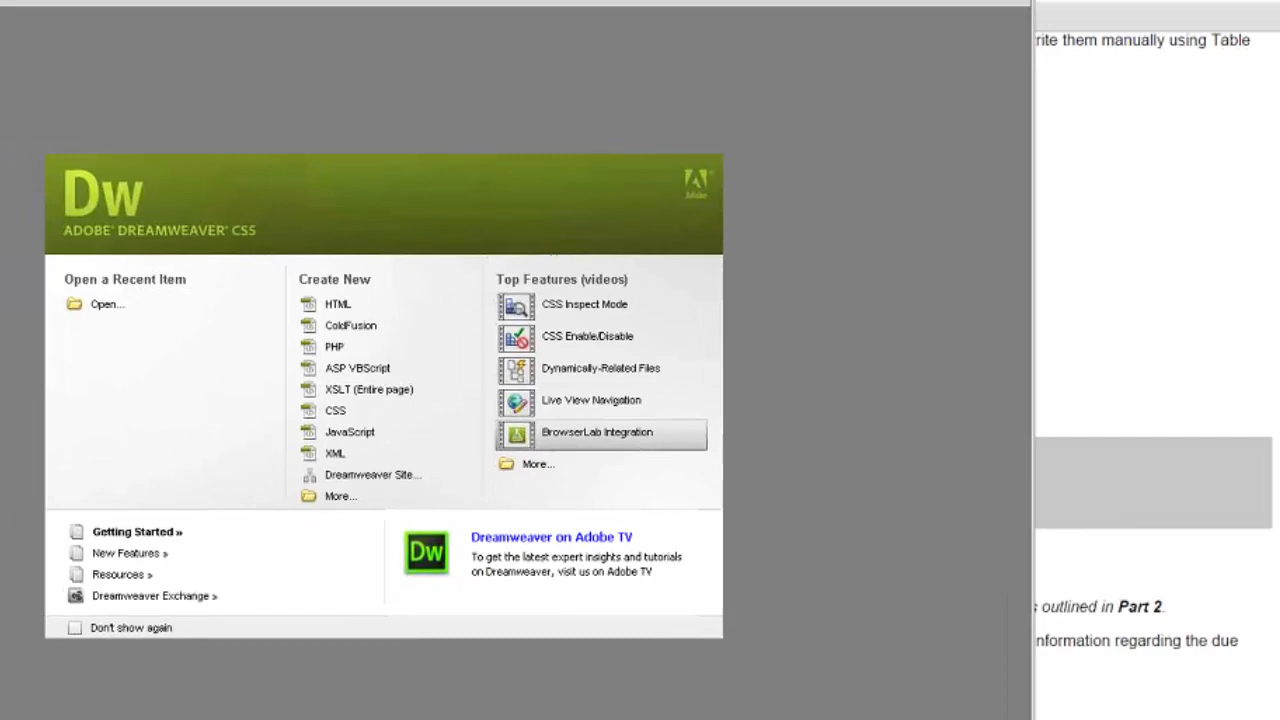 rite them manually using Table
Dw
Adobe
ADOBE® DREAMWEAVER® CS5
Open a Recent Item
Open...
Create New
HTML
ColdFusion
PHP
ASP VBScript
XSLT (Entire page)
CSS
JavaScript
XML
Dreamweaver Site...
More...
Top Features (videos)
CSS Inspect Mode
CSS Enable/Disable
Dynamically-Related Files
Live View Navigation
BrowserLab Integration
More...
Getting Started »
New Features »
Resources »
Dreamweaver Exchange »
Dw
Dreamweaver on Adobe TV
To get the latest expert insights and tutorials
on Dreamweaver, visit us on Adobe TV
Don't show again
s outlined in Part 2.
nformation regarding the due